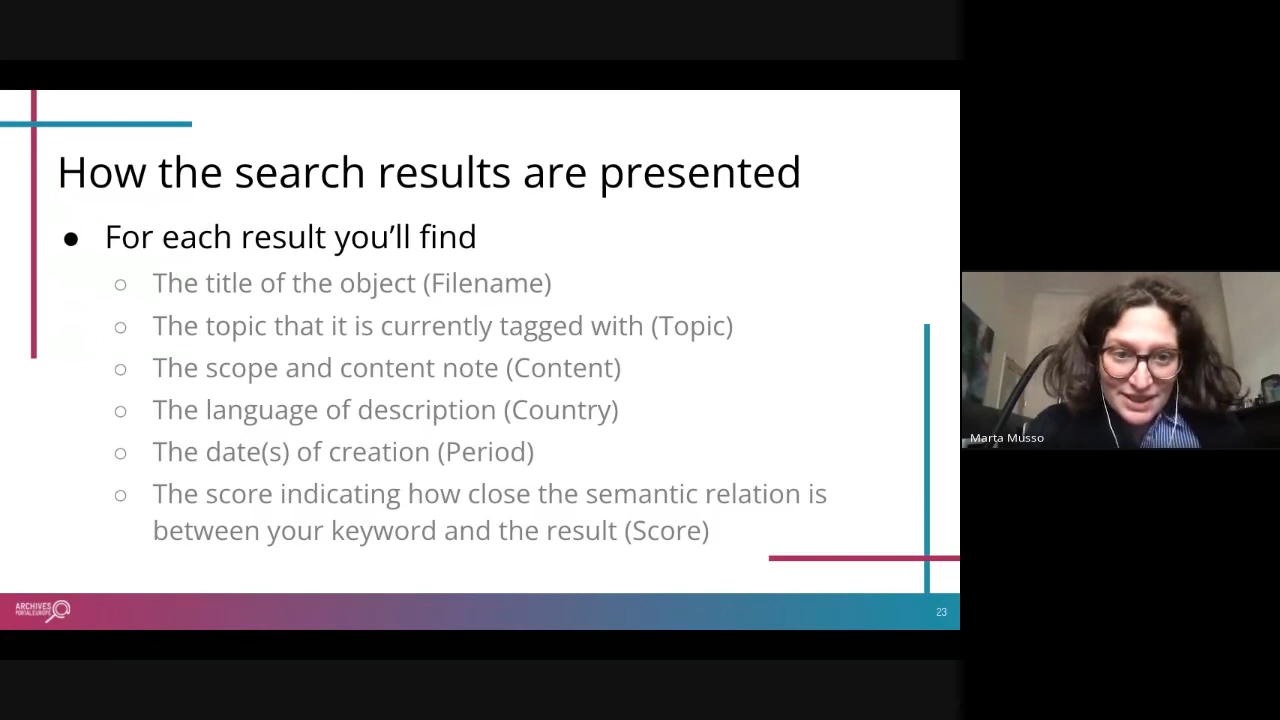 How the search results are presented
● For each result you’ll find
○ The title of the object (Filename)
○ The topic that it is currently tagged with (Topic)
○ The scope and content note (Content)
○ The language of description (Country)
○ The date(s) of creation (Period)
○ The score indicating how close the semantic relation is
between your keyword and the result (Score)
Marta Musso
ARCHIVES
PORTAL EUROPE
23